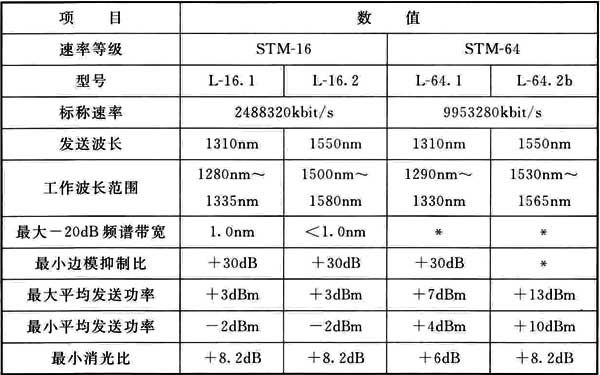 项 目 数 值
速率等级 STM-16 STM-64
型号 L-16.1 L-16.2 L-64.1 L-64.2b
标称速率 2488320kbit/s 9953280kbit/s
发送波长 1310nm 1550nm 1310nm 1550nm
工作波长范围 1280nm～ 1500nm～ 1290nm～ 1530nm～
1335nm 1580nm 1330nm 1565nm
最大－20dB 频谱带宽 1.0nm ＜1.0nm * *
最小边模抑制比 ＋30dB ＋30dB ＋30dB *
最大平均发送功率 ＋3dBm ＋3dBm ＋7dBm ＋13dBm
最小平均发送功率 －2dBm －2dBm ＋4dBm ＋10dBm
最小消光比 ＋8.2dB ＋8.2dB ＋6dB ＋8.2dB